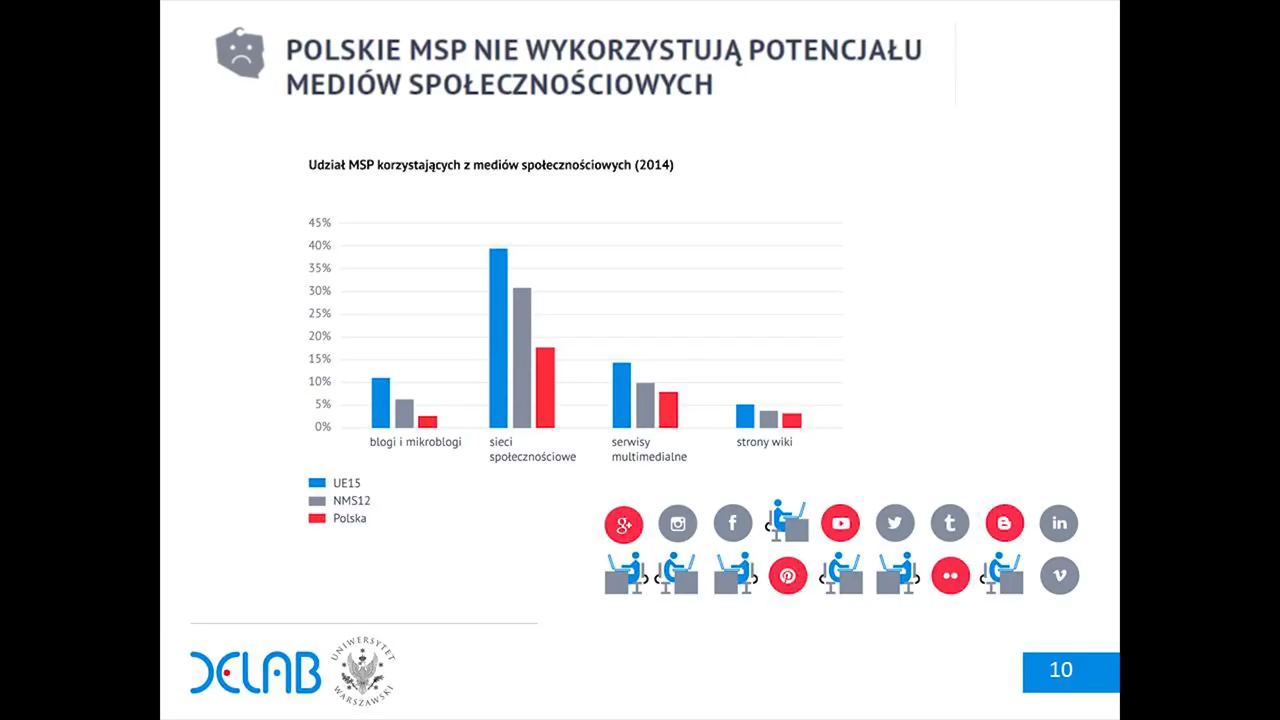 POLSKIE MSP NIE WYKORZYSTUJĄ POTENCJAŁU
MEDIÓW SPOŁECZNOŚCIOWYCH
Udział MSP korzystających z mediów społecznościowych (2014)
45%
40%
35%
30%
25%
20%
15%
10%
5%
0%
blogi i mikroblogi
sieci
społecznościowe
serwisy
multimedialne
strony wiki
UE15
NMS12
Polska
DELAB
UNIWERSYTET
WARSZAWSKI
10